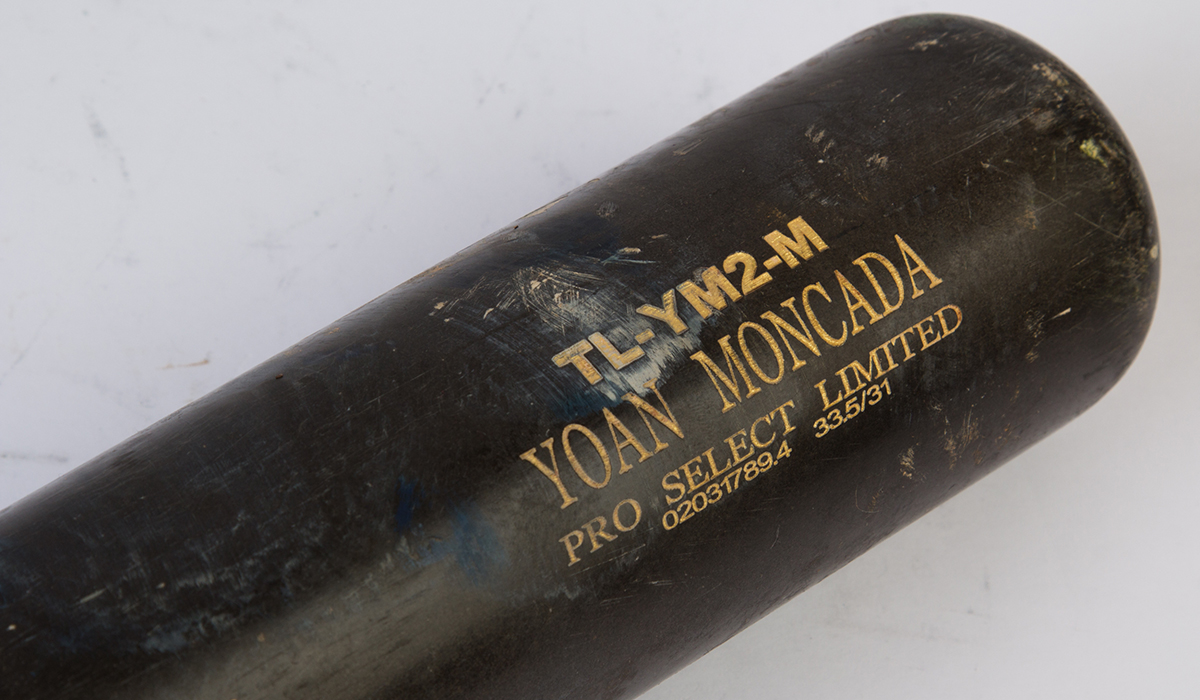 TL-YM2-M
YOAN MONCADA
PRO SELECT LIMITED
02031789.4 33.5/31